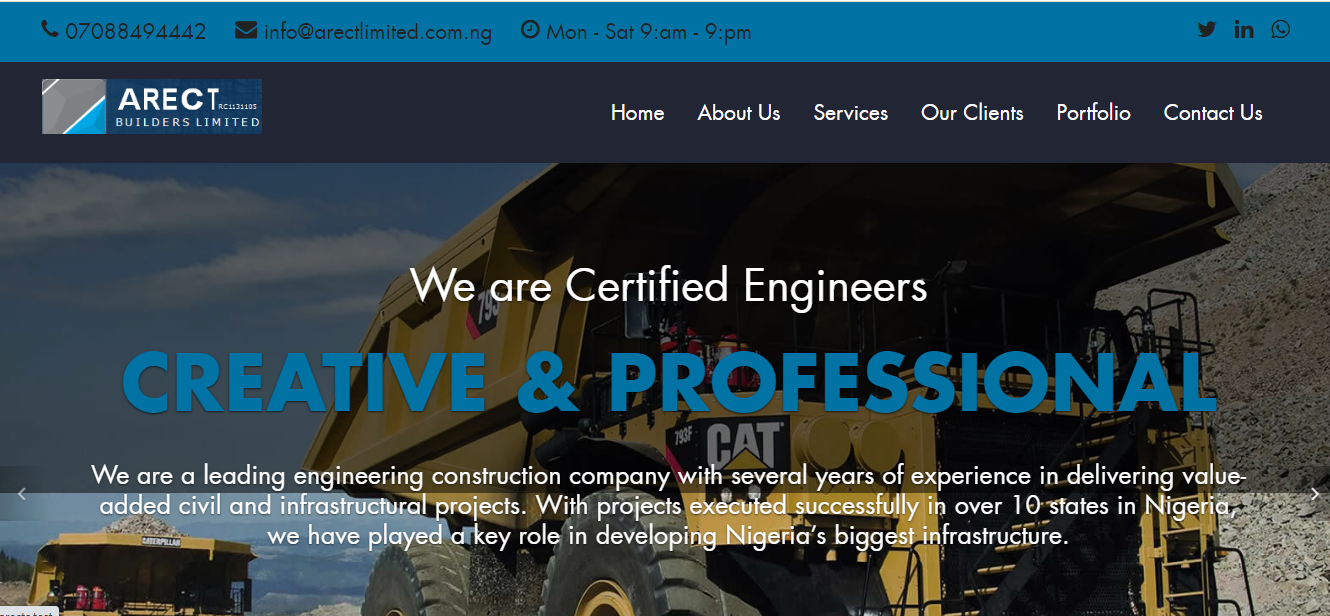 07088494442 info@arectlimited.com.ng Mon - Sat 9:am - 9:pm
ARECT RC1131105
BUILDERS LIMITED
Home About Us Services Our Clients Portfolio Contact Us
We are Certified Engineers
793
CREATIVE & PROFESSIONAL
793F CAT
We are a leading engineering construction company with several years of experience in delivering value-
added civil and infrastructural projects. With projects executed successfully in over 10 states in Nigeria,
we have played a key role in developing Nigeria's biggest infrastructure.
CATERPILLAR